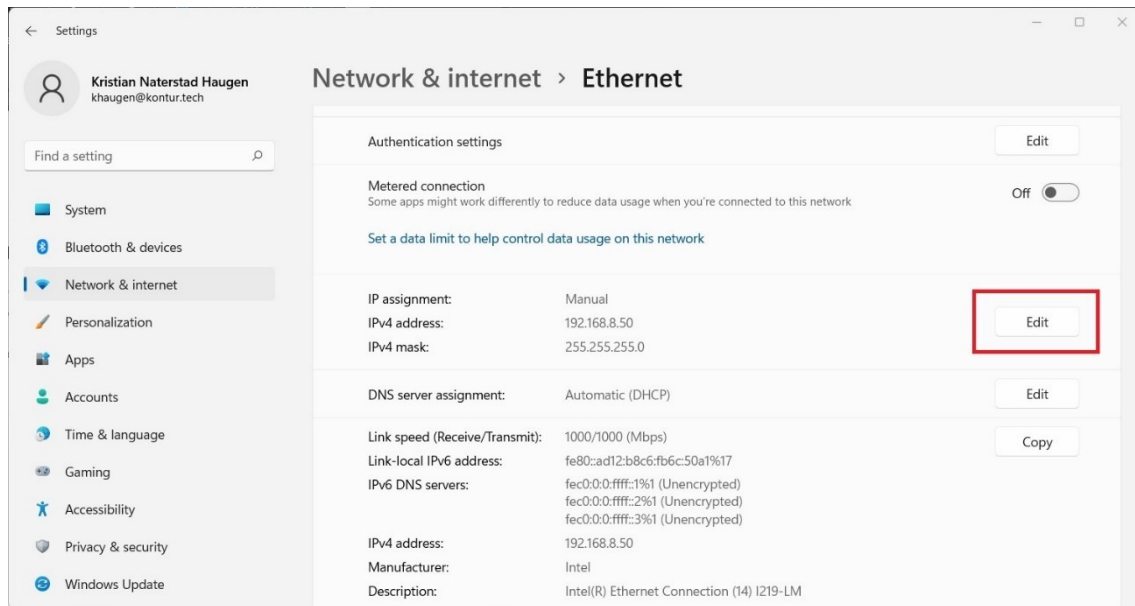 Settings
Kristian Naterstad Haugen
khaugen@kontur.tech
Find a setting
System
Bluetooth & devices
Network & internet
Personalization
Apps
Accounts
Time & language
Gaming
Accessibility
Privacy & security
Windows Update
Network & internet > Ethernet
Authentication settings Edit
Metered connection
Some apps might work differently to reduce data usage when you're connected to this network
Off
Set a data limit to help control data usage on this network
IP assignment: Manual
IPv4 address: 192.168.8.50
Edit
IPv4 mask: 255.255.255.0
DNS server assignment: Automatic (DHCP) Edit
Link speed (Receive/Transmit): 1000/1000 (Mbps)
Copy
Link-local IPv6 address: fe80::ad12:b8c6:fb6c:50a1%17
IPv6 DNS servers: fec0:0:0:ffff::1%1 (Unencrypted)
fec0:0:0:ffff::2%1 (Unencrypted)
fec0:0:0:ffff::3%1 (Unencrypted)
IPv4 address: 192.168.8.50
Manufacturer: Intel
Description: Intel(R) Ethernet Connection (14) I219-LM